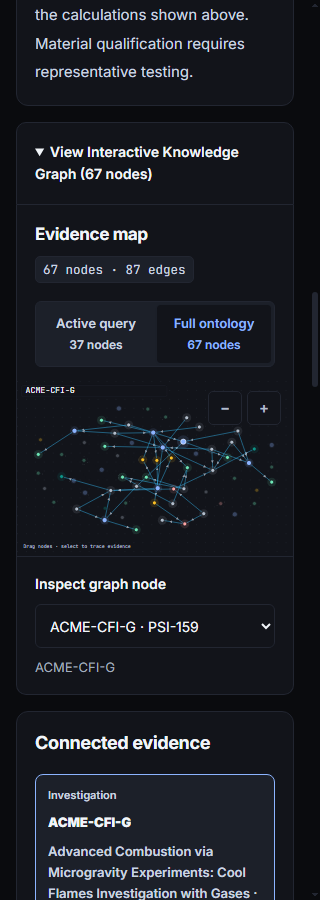 the calculations shown above.
Material qualification requires
representative testing.
▼ View Interactive Knowledge
Graph (67 nodes)
Evidence map
67 nodes · 87 edges
Active query
37 nodes
Full ontology
67 nodes
ACME-CFI-G
−
+
Drag nodes · select to trace evidence
Inspect graph node
ACME-CFI-G · PSI-159
ACME-CFI-G
Connected evidence
Investigation
ACME-CFI-G
Advanced Combustion via
Microgravity Experiments: Cool
Flames Investigation with Gases ·